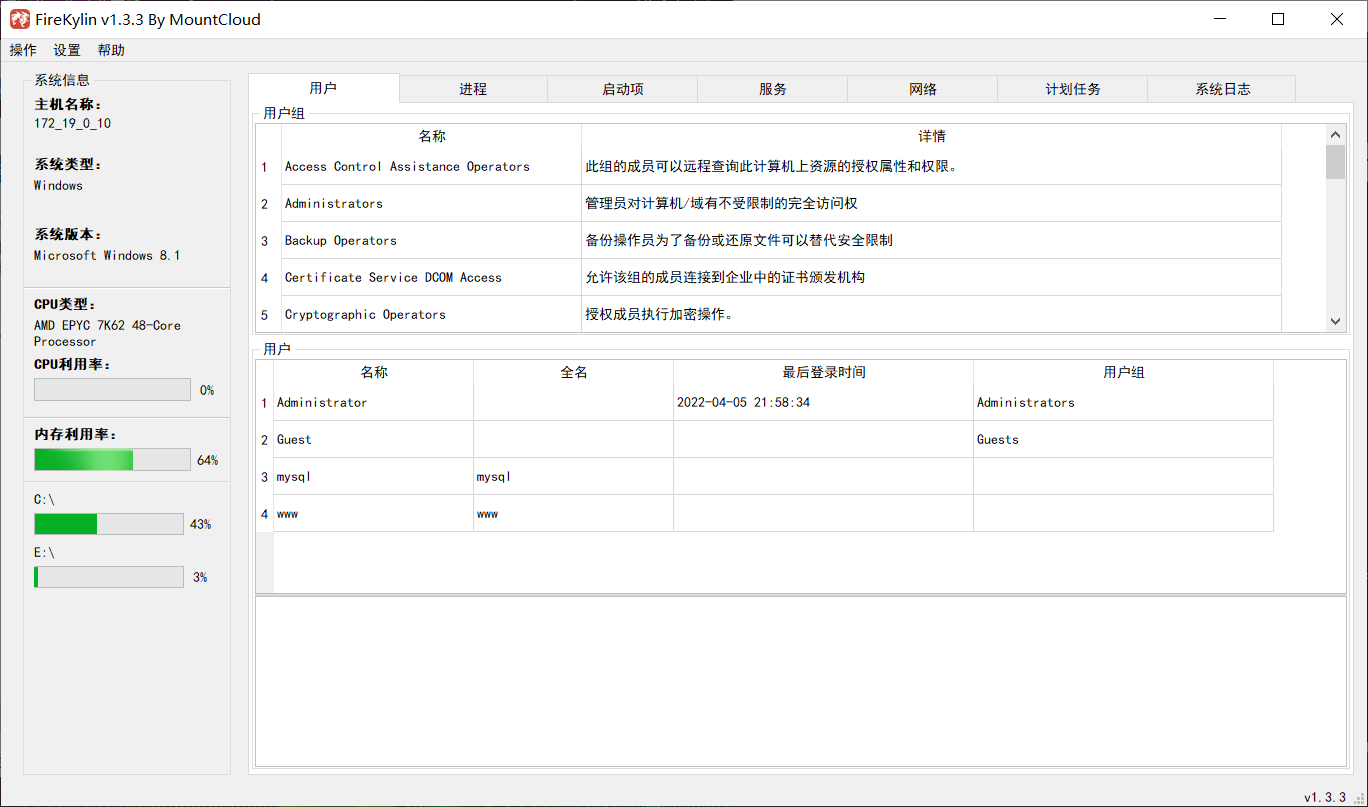 FireKylin v1.3.3 By MountCloud
操作 设置 帮助
系统信息
主机名称：
172_19_0_10
系统类型：
Windows
系统版本：
Microsoft Windows 8.1
CPU类型：
AMD EPYC 7K62 48-Core
Processor
CPU利用率：
0%
内存利用率：
64%
C:\
43%
E:\
3%
用户 进程 启动项 服务 网络 计划任务 系统日志
用户组
名称 详情
1 Access Control Assistance Operators 此组的成员可以远程查询此计算机上资源的授权属性和权限。
2 Administrators 管理员对计算机/域有不受限制的完全访问权
3 Backup Operators 备份操作员为了备份或还原文件可以替代安全限制
4 Certificate Service DCOM Access 允许该组的成员连接到企业中的证书颁发机构
5 Cryptographic Operators 授权成员执行加密操作。
用户
名称 全名 最后登录时间 用户组
1 Administrator 2022-04-05 21:58:34 Administrators
2 Guest Guests
3 mysql mysql
4 www www
v1.3.3